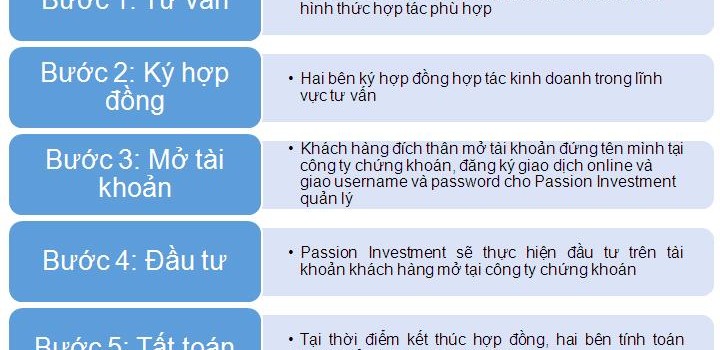 Bước 1: Tư vấn
hình thức hợp tác phù hợp
Bước 2: Ký hợp
đồng
• Hai bên ký hợp đồng hợp tác kinh doanh trong lĩnh
vực tư vấn
Bước 3: Mở tài
khoản
• Khách hàng đích thân mở tài khoản đứng tên mình tại
công ty chứng khoán, đăng ký giao dịch online và
giao username và password cho Passion Investment
quản lý
Bước 4: Đầu tư
• Passion Investment sẽ thực hiện đầu tư trên tài
khoản khách hàng mở tại công ty chứng khoán
Bước 5: Tất toán
• Tại thời điểm kết thúc hợp đồng, hai bên tính toán